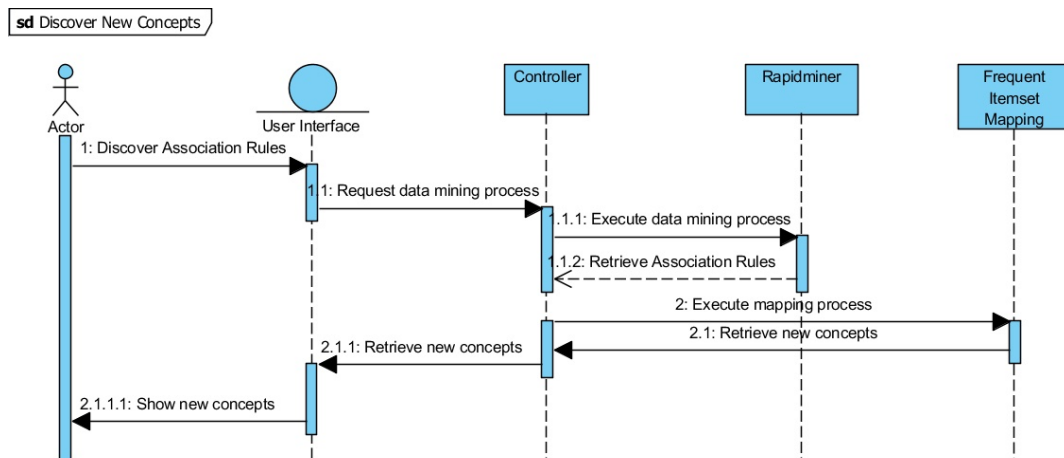 sd Discover New Concepts
Controller
Rapidminer
Frequent
Itemset
Mapping
Actor
User Interface
1: Discover Association Rules
1.1: Request data mining process
1.1.1: Execute data mining process
1.1.2: Retrieve Association Rules
2: Execute mapping process
2.1: Retrieve new concepts
2.1.1: Retrieve new concepts
2.1.1.1: Show new concepts